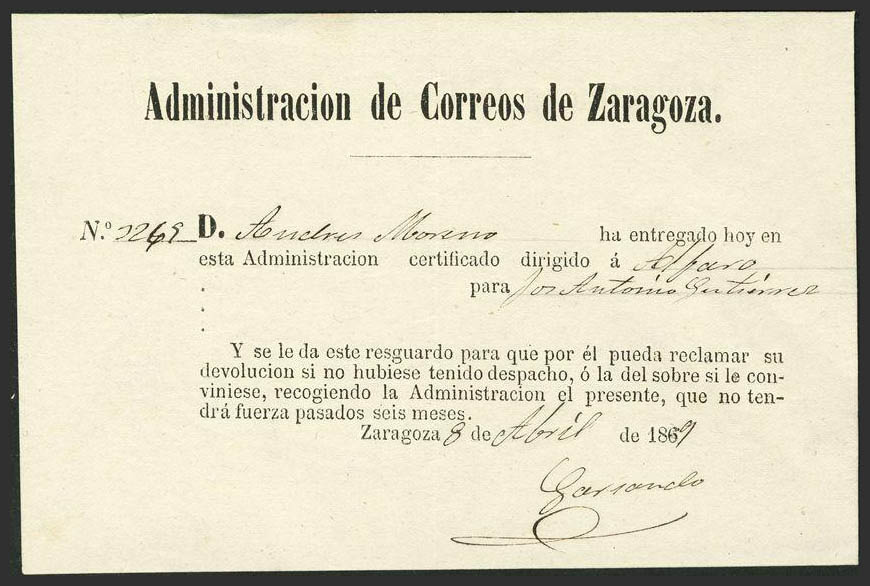 Administracion de Correos de Zaragoza.
N.º D. Andres Moreno ha entregado hoy en
esta Administracion certificado dirigido á Alfaro
para Antonio Gutiérrez
Y se le da este resguardo para que por él pueda reclamar su
devolucion si no hubiese tenido despacho, ó la del sobre si le con-
viniese, recogiendo la Administracion el presente, que no ten-
drá fuerza pasados seis meses.
Zaragoza 8 de Abril de 1869